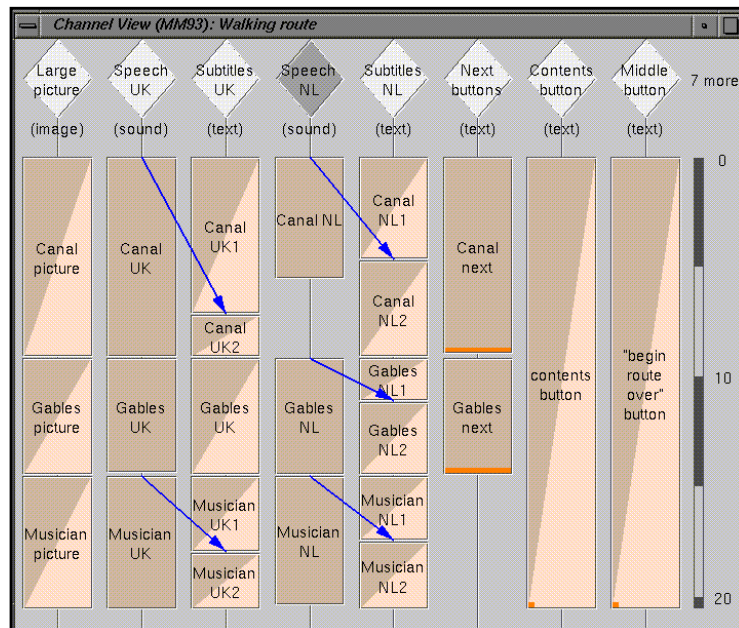 Channel View (MM93): Walking route
Large picture
Speech UK
Subtitles UK
Speech NL
Subtitles NL
Next buttons
Contents button
Middle button
7 more
(image)
(sound)
(text)
(sound)
(text)
(text)
(text)
(text)
Canal picture
Canal UK
Canal UK1
Canal UK2
Canal NL
Canal NL1
Canal NL2
Canal next
Gables picture
Gables UK
Gables UK
Gables NL
Gables NL1
Gables NL2
Gables next
Musician picture
Musician UK
Musician UK1
Musician UK2
Musician NL
Musician NL1
Musician NL2
contents button
"begin route over" button
0
10
20